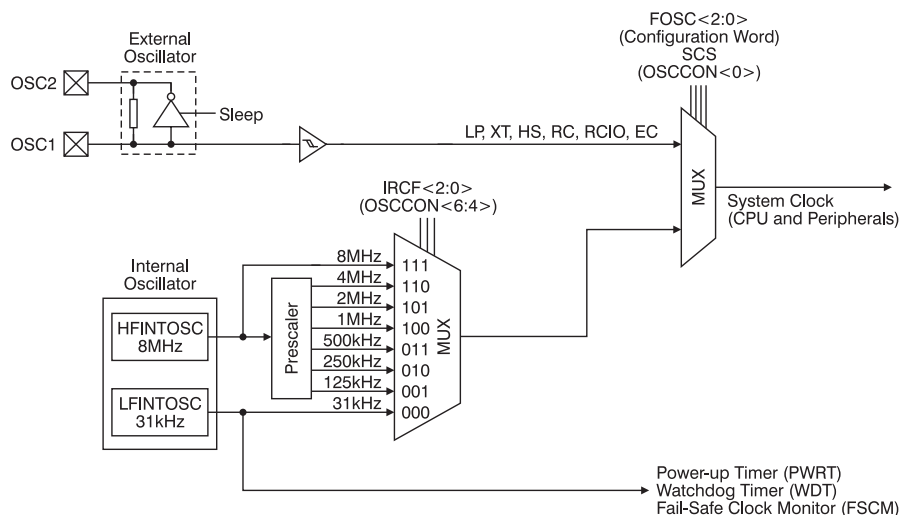 FOSC<2:0>
(Configuration Word)
SCS
(OSCCON<0>)
External
Oscillator
OSC2
Sleep
OSC1
LP, XT, HS, RC, RCIO, EC
MUX
System Clock
(CPU and Peripherals)
IRCF<2:0>
(OSCCON<6:4>)
Internal
Oscillator
HFINTOSC
8MHz
LFINTOSC
31kHz
Prescaler
8MHz
4MHz
2MHz
1MHz
500kHz
250kHz
125kHz
31kHz
111
110
101
100
011
010
001
000
MUX
Power-up Timer (PWRT)
Watchdog Timer (WDT)
Fail-Safe Clock Monitor (FSCM)